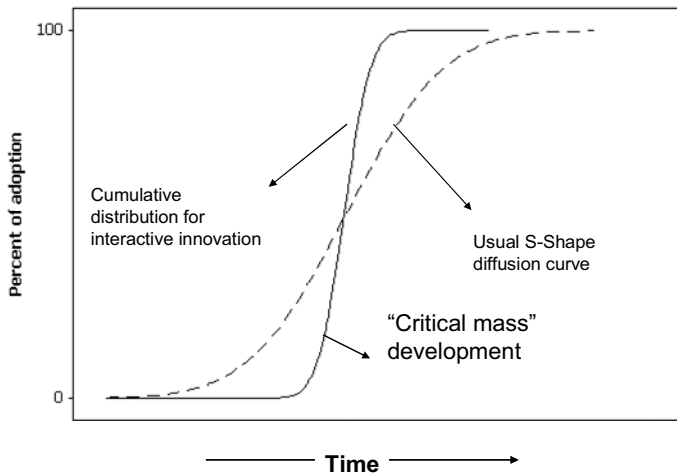 100
Percent of adoption
Cumulative
distribution for
interactive innovation
Usual S-Shape
diffusion curve
“Critical mass”
development
0
Time